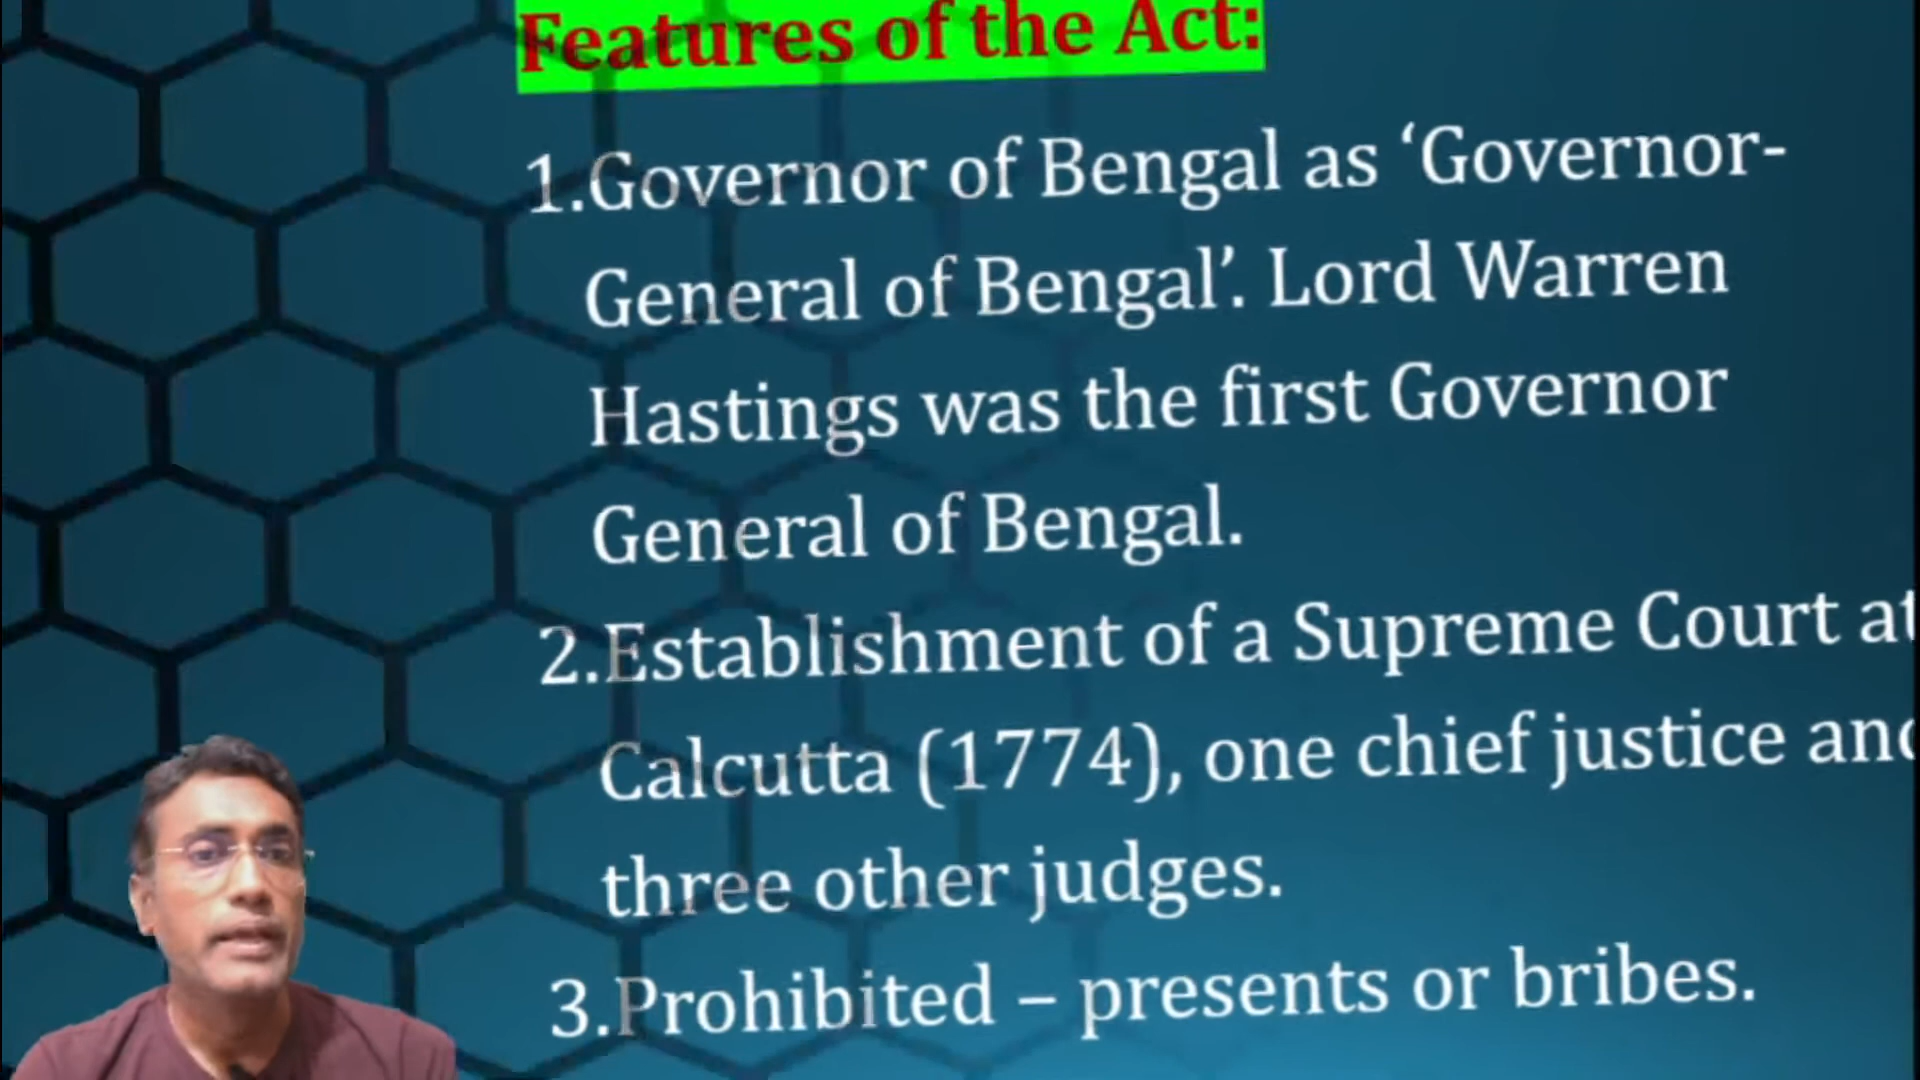 Features of the Act:
1.Governor of Bengal as ‘Governor-
General of Bengal’. Lord Warren
Hastings was the first Governor
General of Bengal.
2.Establishment of a Supreme Court at
Calcutta (1774), one chief justice and
three other judges.
3.Prohibited – presents or bribes.